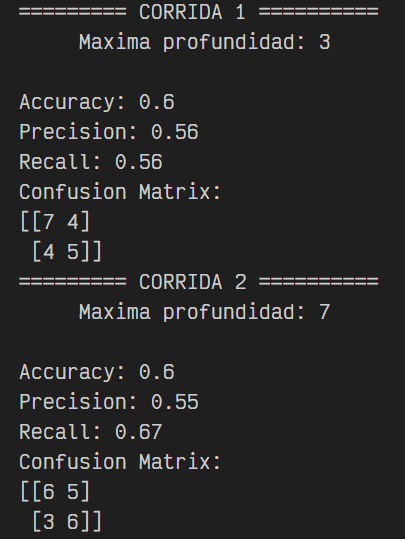 ========= CORRIDA 1 ==========
Maxima profundidad: 3
Accuracy: 0.6
Precision: 0.56
Recall: 0.56
Confusion Matrix:
[[7 4]
[4 5]]
========= CORRIDA 2 ==========
Maxima profundidad: 7
Accuracy: 0.6
Precision: 0.55
Recall: 0.67
Confusion Matrix:
[[6 5]
[3 6]]